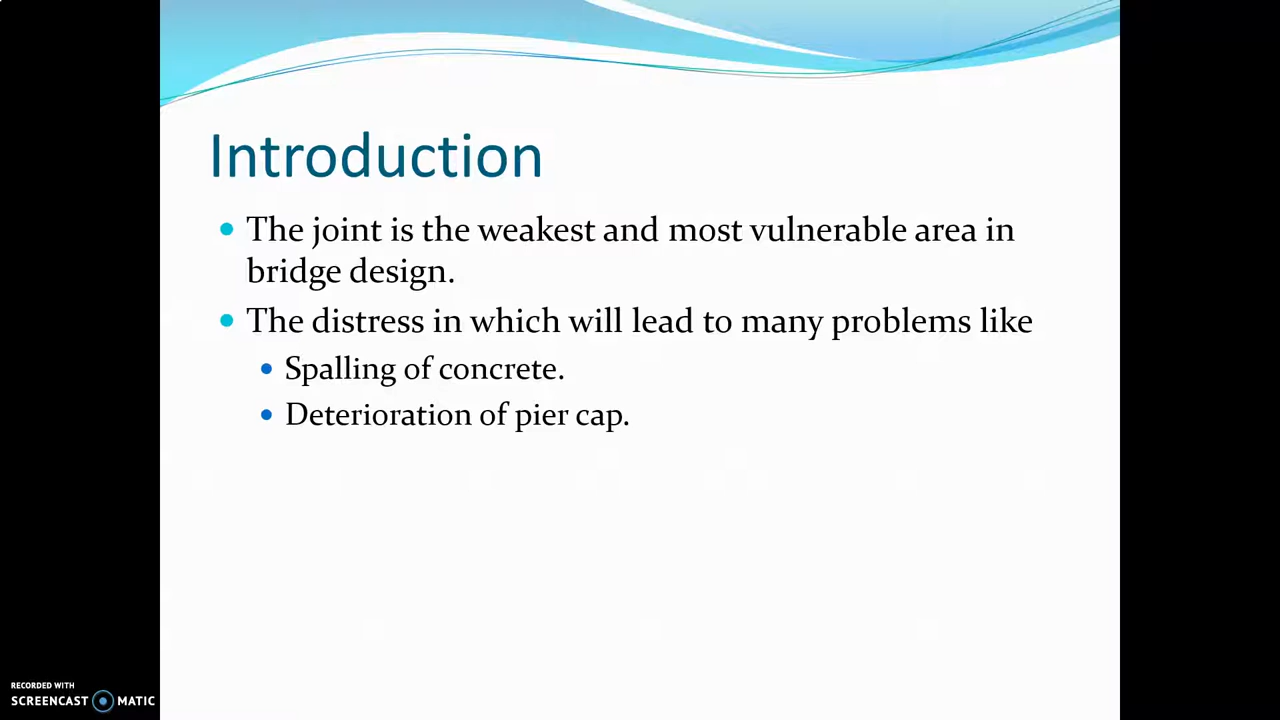 Introduction
The joint is the weakest and most vulnerable area in
bridge design.
The distress in which will lead to many problems like
Spalling of concrete.
Deterioration of pier cap.
RECORDED WITH
SCREENCAST MATIC